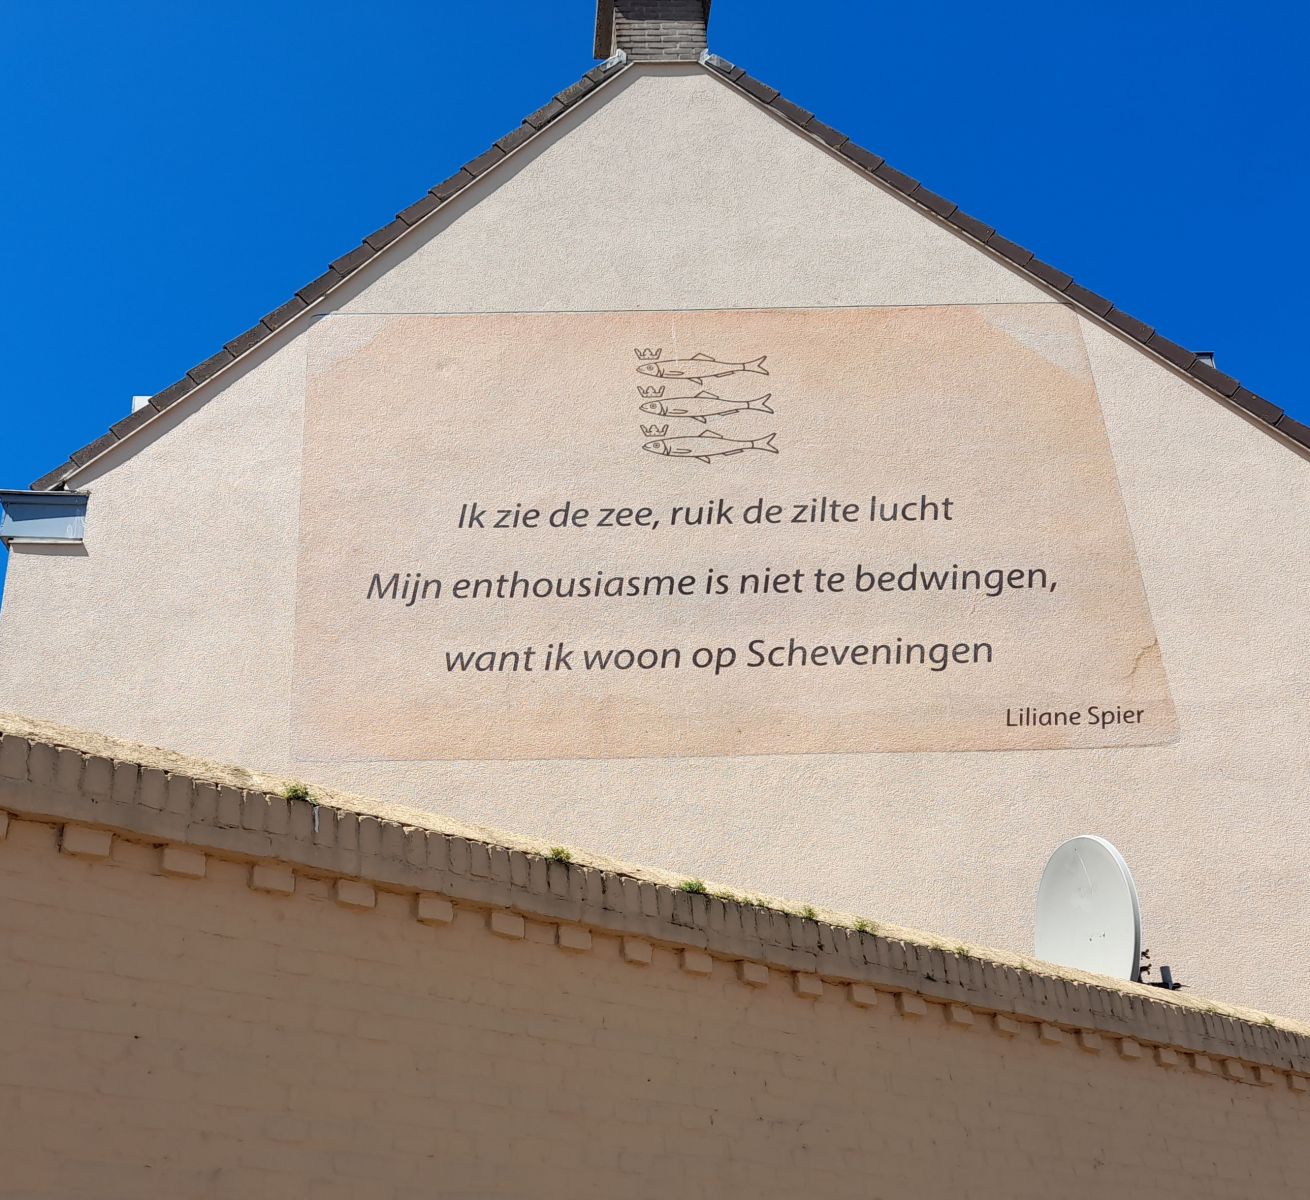 Ik zie de zee, ruik de zilte lucht
Mijn enthousiasme is niet te bedwingen,
want ik woon op Scheveningen
Liliane Spier